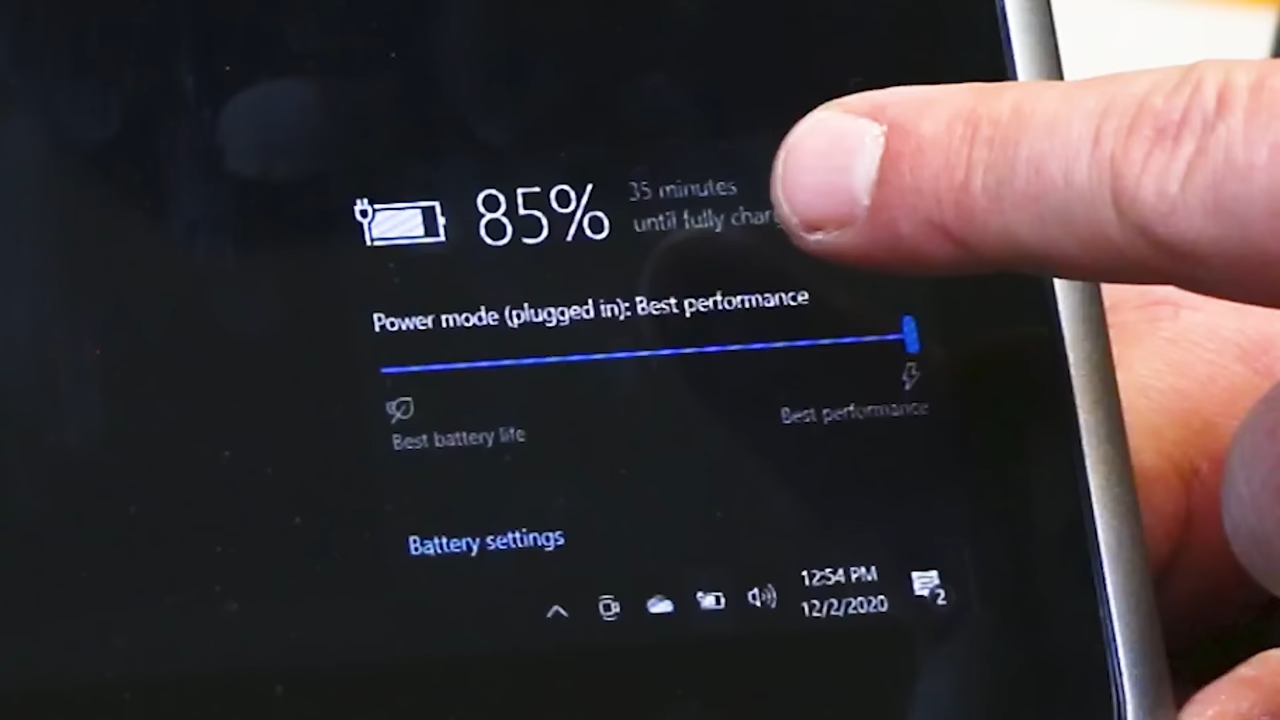 85%
35 minutes
until fully
Power mode (plugged in): Best performance
Best battery life
Best performance
Battery settings
12:54 PM
12/2/2020
2